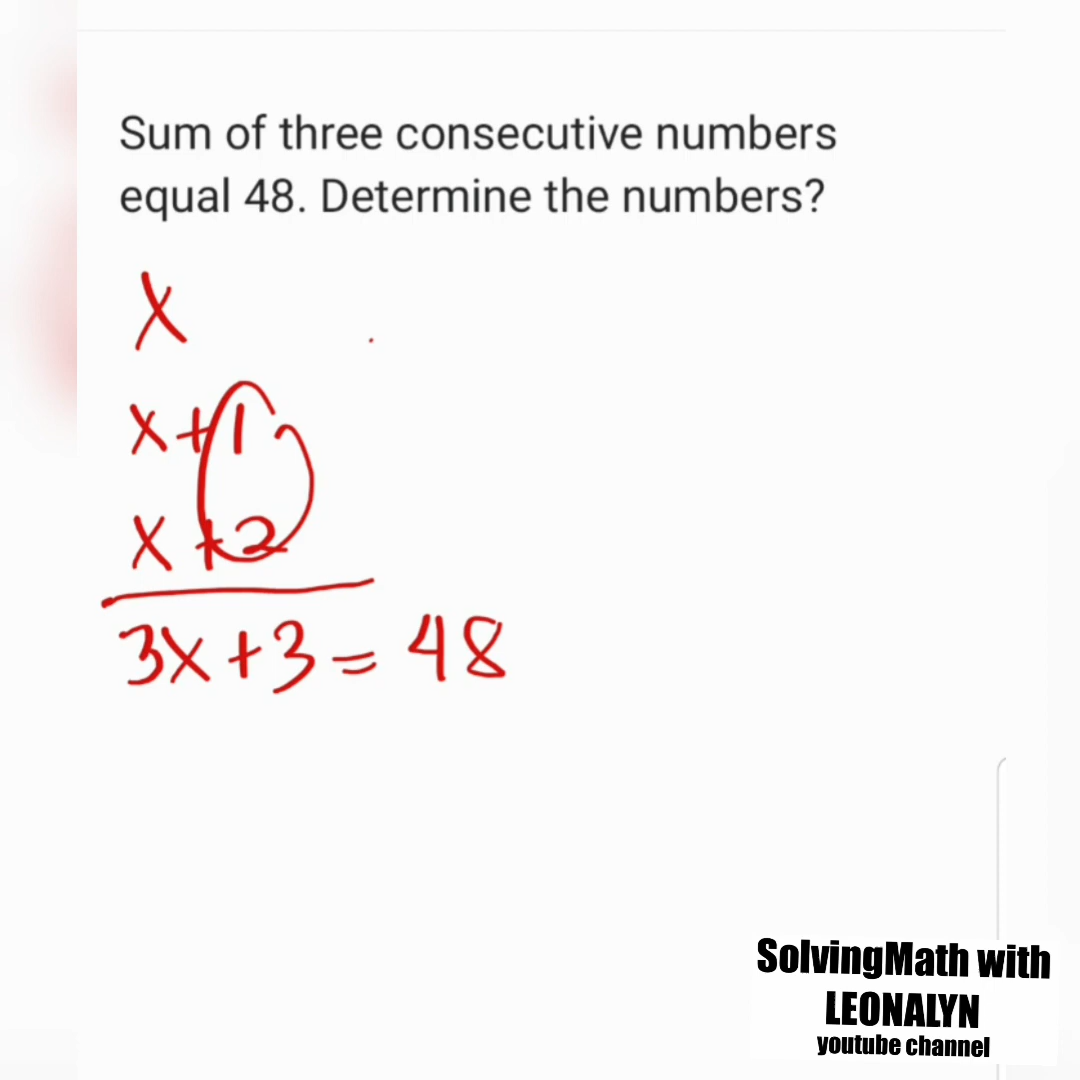 Sum of three consecutive numbers
equal 48. Determine the numbers?
x
x+1
x+2
3x+3=48
SolvingMath with
LEONALYN
youtube channel